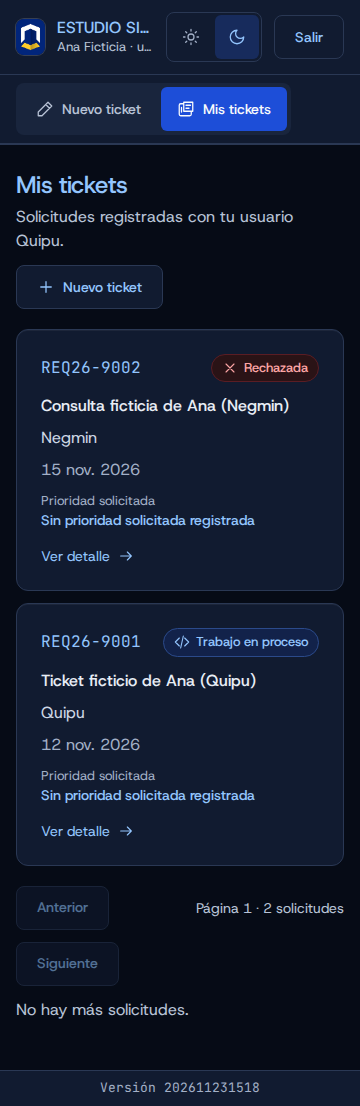 ESTUDIO SI...
Ana Ficticia · u...
Salir
Nuevo ticket
Mis tickets
Mis tickets
Solicitudes registradas con tu usuario
Quipu.
Nuevo ticket
REQ26-9002
Rechazada
Consulta ficticia de Ana (Negmin)
Negmin
15 nov. 2026
Prioridad solicitada
Sin prioridad solicitada registrada
Ver detalle
REQ26-9001
Trabajo en proceso
Ticket ficticio de Ana (Quipu)
Quipu
12 nov. 2026
Prioridad solicitada
Sin prioridad solicitada registrada
Ver detalle
Anterior
Página 1 · 2 solicitudes
Siguiente
No hay más solicitudes.
Versión 202611231518